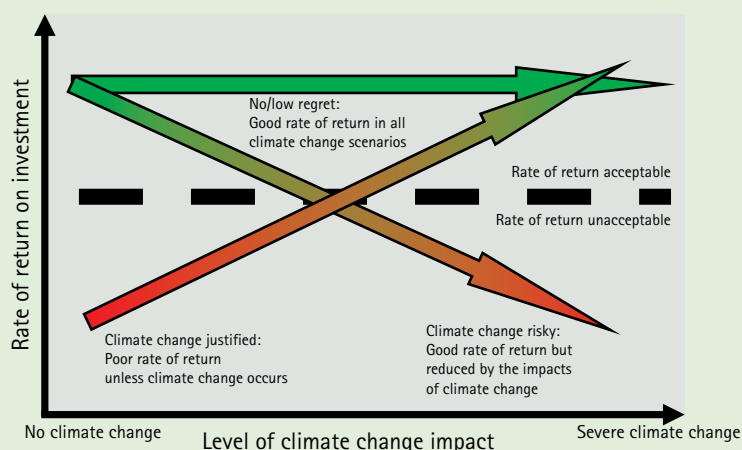 Rate of return on investment
No/low regret:
Good rate of return in all
climate change scenarios
Rate of return acceptable
Rate of return unacceptable
Climate change justified:
Poor rate of return
unless climate change occurs
Climate change risky:
Good rate of return but
reduced by the impacts
of climate change
No climate change
Level of climate change impact
Severe climate change